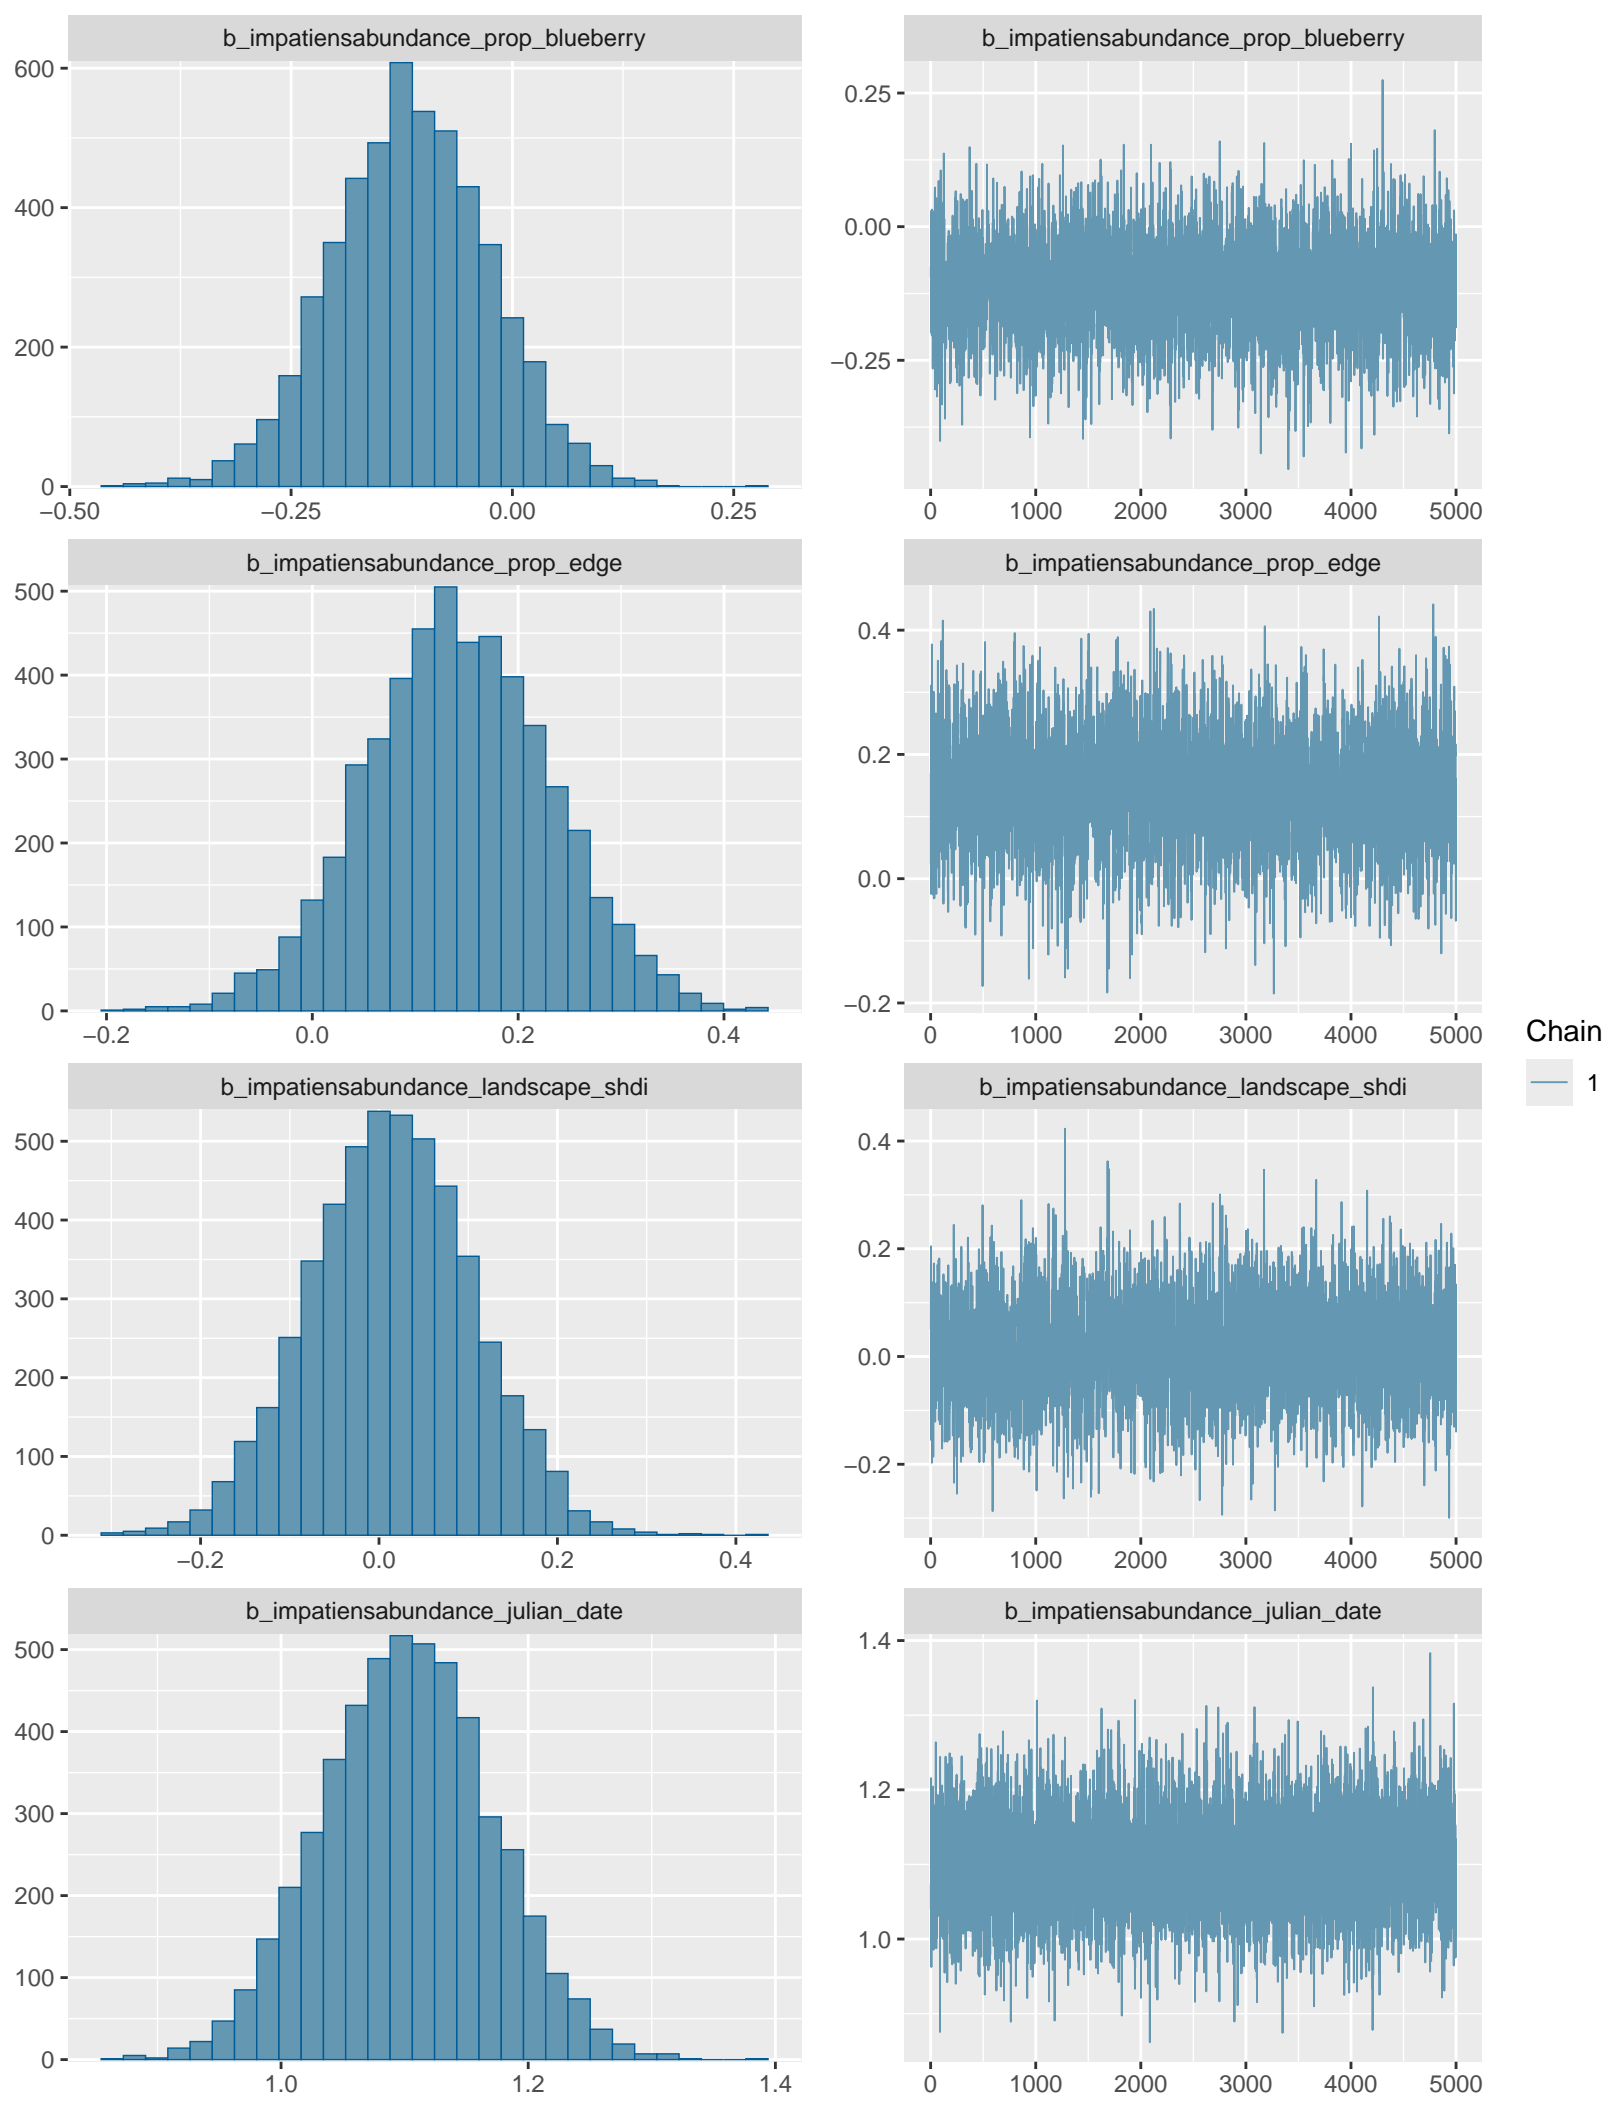 b_impatiensabundance_prop_blueberry
600
400
200
0
−0.50 −0.25 0.00 0.25
b_impatiensabundance_prop_blueberry
0.25
0.00
−0.25
0 1000 2000 3000 4000 5000
b_impatiensabundance_prop_edge
500
400
300
200
100
0
−0.2 0.0 0.2 0.4
b_impatiensabundance_prop_edge
0.4
0.2
0.0
−0.2
0 1000 2000 3000 4000 5000
b_impatiensabundance_landscape_shdi
500
400
300
200
100
0
−0.2 0.0 0.2 0.4
b_impatiensabundance_landscape_shdi
0.4
0.2
0.0
−0.2
0 1000 2000 3000 4000 5000
b_impatiensabundance_julian_date
500
400
300
200
100
0
1.0 1.2 1.4
b_impatiensabundance_julian_date
1.4
1.2
1.0
0 1000 2000 3000 4000 5000
Chain
1